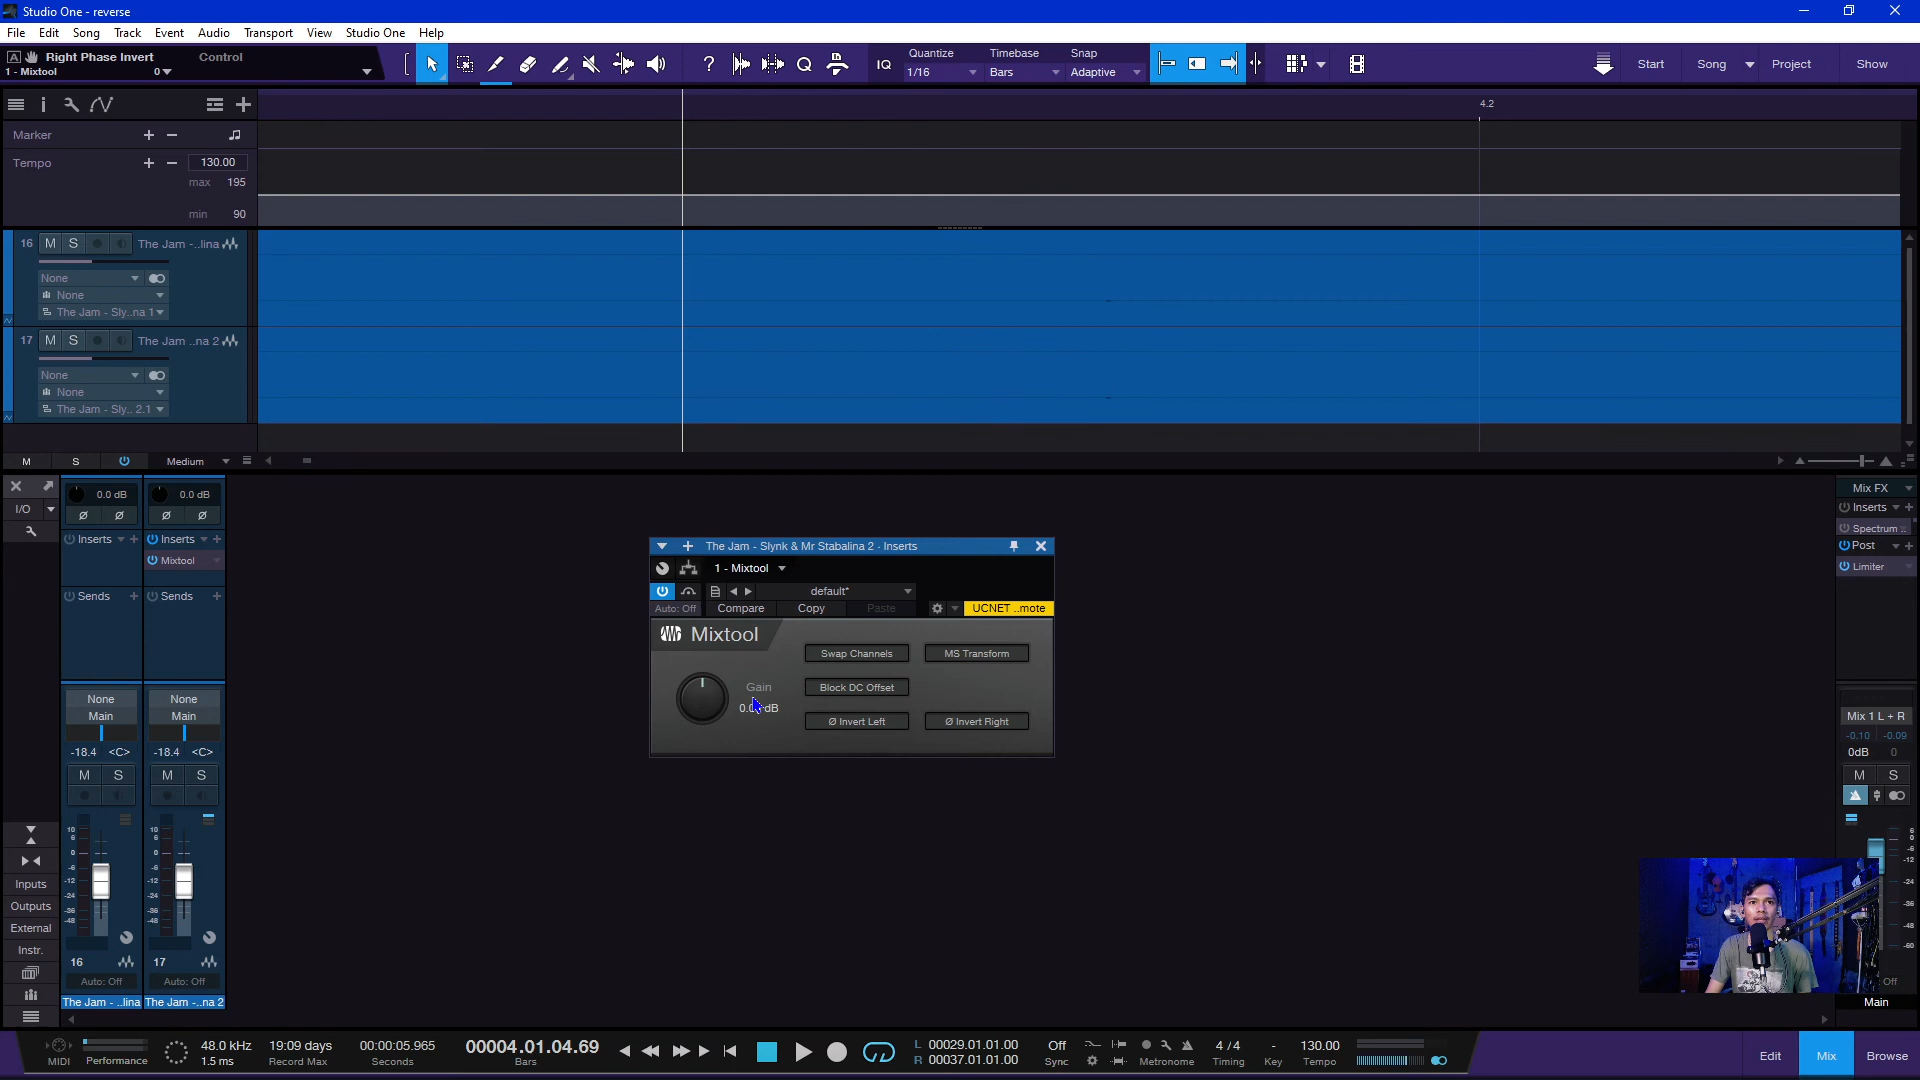 Studio One - reverse
File Edit Song Track Event Audio Transport View Studio One Help
Right Phase Invert Control
1 - Mixtool 0
IQ Quantize 1/16 Timebase Bars Snap Adaptive
Start Song Project Show
4.2
Marker
Tempo 130.00
max 195
min 90
16 M S The Jam -..lina
None
None
The Jam - Sly..na 1
17 M S The Jam ..na 2
None
None
The Jam - Sly.. 2.1
M S Medium
I/O
0.0 dB 0.0 dB
Ø Ø Ø Ø
Inserts Inserts
Mixtool
Sends Sends
None None
Main Main
-18.4 <C> -18.4 <C>
M S M S
16 17
Auto: Off Auto: Off
The Jam - ..lina The Jam -..na 2
Inputs
Outputs
External
Instr.
The Jam - Slynk & Mr Stabalina 2 - Inserts
1 - Mixtool
default*
Auto: Off Compare Copy Paste UCNET ..mote
Mixtool
Swap Channels MS Transform
Gain
Block DC Offset
Ø Invert Left Ø Invert Right
Mix FX
Inserts
Spectrum ..
Post
Limiter
Mix 1 L + R
-0.10 -0.09
0dB 0
M S
Off
Main
MIDI Performance
48.0 kHz
1.5 ms
19:09 days
Record Max
00:00:05.965
Seconds
00004.01.04.69
Bars
L 00029.01.01.00
R 00037.01.01.00
Off
Sync
Metronome
4 / 4
Timing
-
Key
130.00
Tempo
Edit Mix Browse